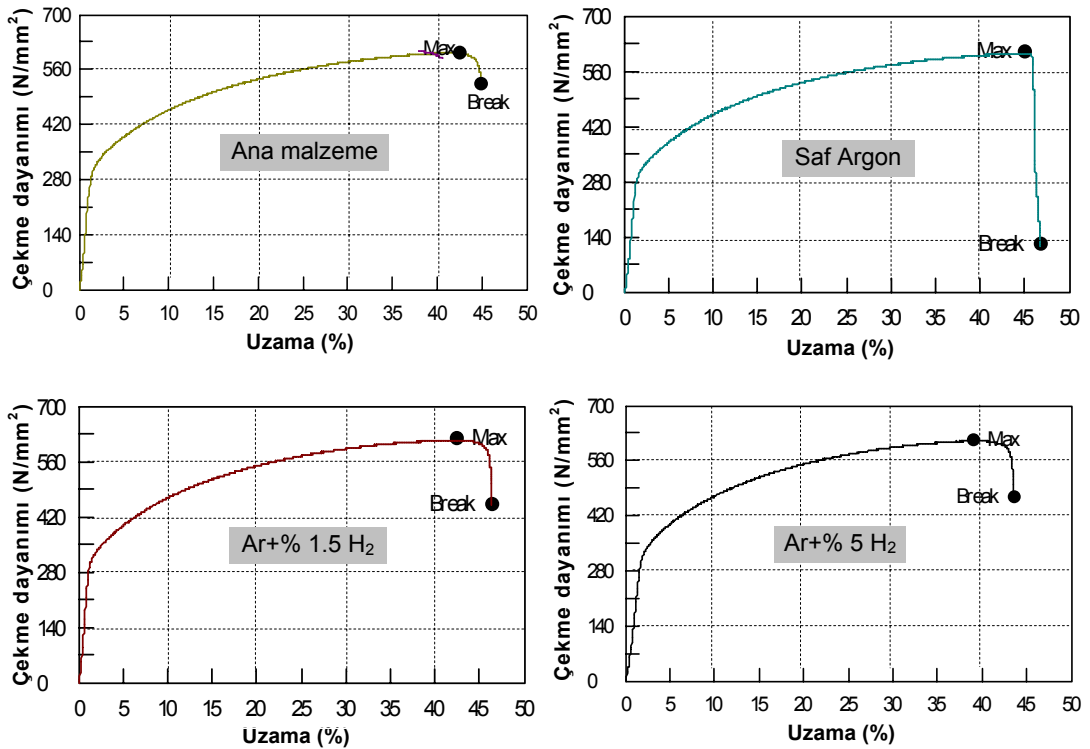 Çekme dayanımı (N/mm²)
700
560
420
280
140
0
Max
Break
Ana malzeme
0 5 10 15 20 25 30 35 40 45 50
Uzama (%)
Çekme dayanımı (N/mm²)
700
560
420
280
140
0
Max
Break
Saf Argon
0 5 10 15 20 25 30 35 40 45 50
Uzama (%)
Çekme dayanımı (N/mm²)
700
560
420
280
140
0
Max
Break
Ar+% 1.5 H₂
0 5 10 15 20 25 30 35 40 45 50
Uzama (%)
Çekme dayanımı (N/mm²)
700
560
420
280
140
0
Max
Break
Ar+% 5 H₂
0 5 10 15 20 25 30 35 40 45 50
Uzama (%)